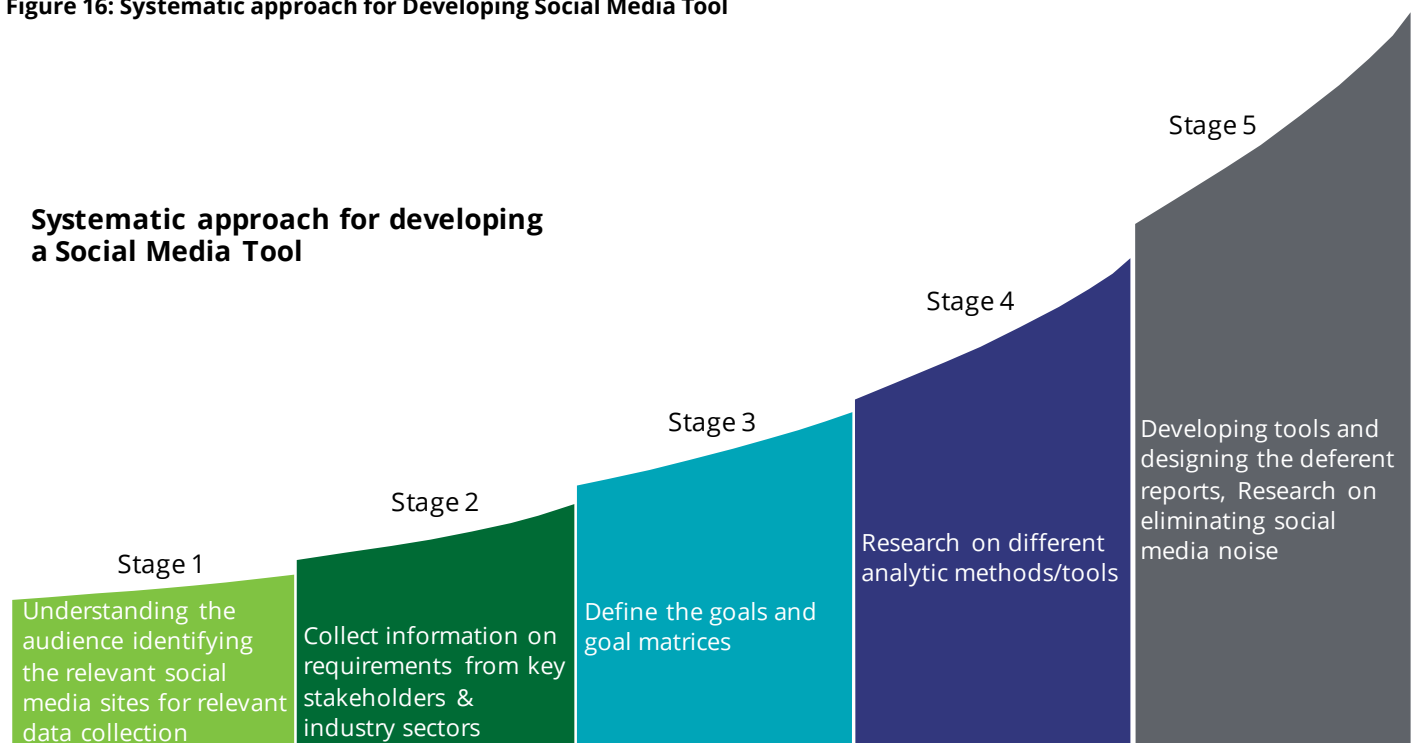 Figure 16: Systematic approach for Developing Social Media Tool
Systematic approach for developing
a Social Media Tool
Stage 1
Understanding the
audience identifying
the relevant social
media sites for relevant
data collection
Stage 2
Collect information on
requirements from key
stakeholders &
industry sectors
Stage 3
Define the goals and
goal matrices
Stage 4
Research on different
analytic methods/tools
Stage 5
Developing tools and
designing the deferent
reports, Research on
eliminating social
media noise